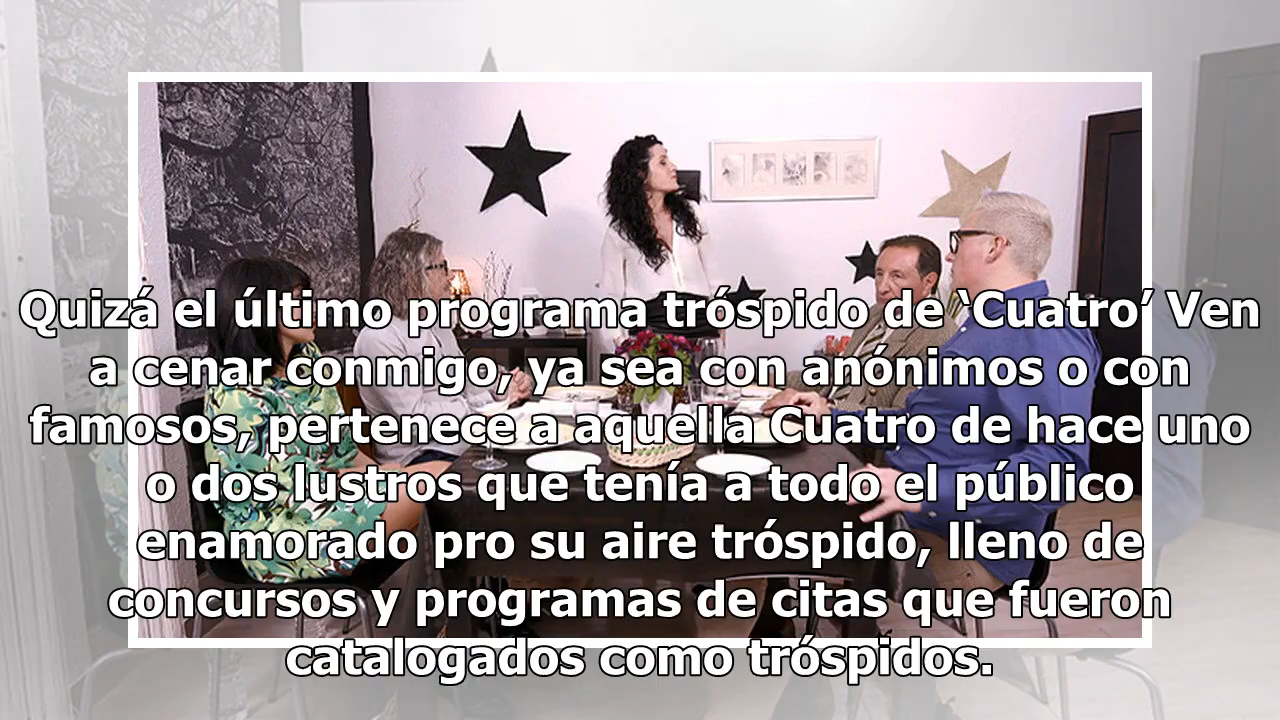 Quizá el último programa tróspido de ‘Cuatro’ Ven
a cenar conmigo, ya sea con anónimos o con
famosos, pertenece a aquella Cuatro de hace uno
o dos lustros que tenía a todo el público
enamorado pro su aire tróspido, lleno de
concursos y programas de citas que fueron
catalogados como tróspidos.